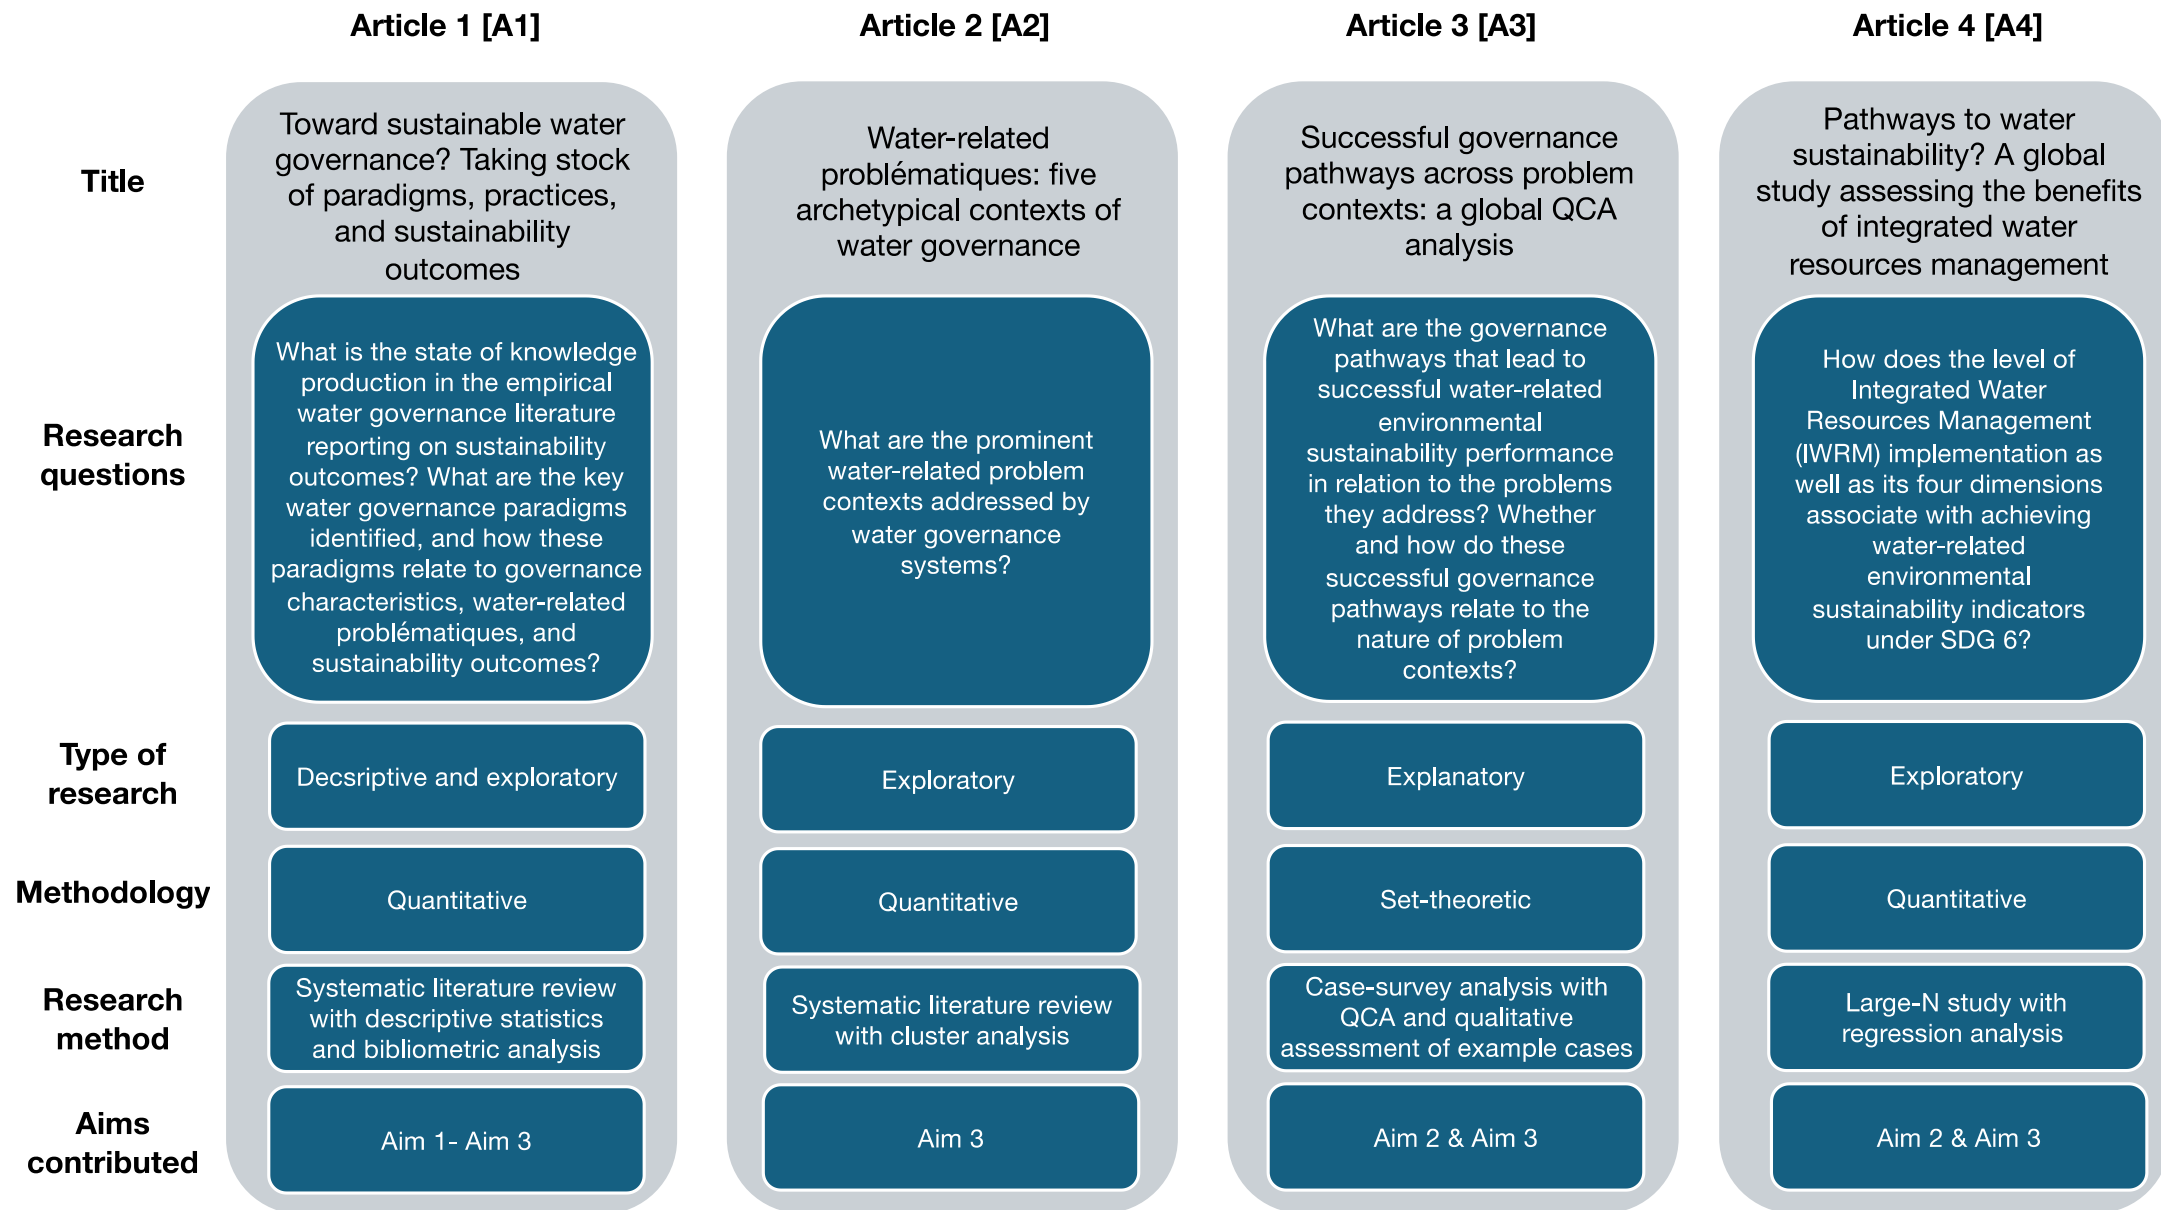 Article 1 [A1]
Article 2 [A2]
Article 3 [A3]
Article 4 [A4]
Title
Toward sustainable water
governance? Taking stock
of paradigms, practices,
and sustainability
outcomes
Water-related
problématiques: five
archetypical contexts of
water governance
Successful governance
pathways across problem
contexts: a global QCA
analysis
Pathways to water
sustainability? A global
study assessing the benefits
of integrated water
resources management
Research
questions
What is the state of knowledge
production in the empirical
water governance literature
reporting on sustainability
outcomes? What are the key
water governance paradigms
identified, and how these
paradigms relate to governance
characteristics, water-related
problématiques, and
sustainability outcomes?
What are the prominent
water-related problem
contexts addressed by
water governance
systems?
What are the governance
pathways that lead to
successful water-related
environmental
sustainability performance
in relation to the problems
they address? Whether
and how do these
successful governance
pathways relate to the
nature of problem
contexts?
How does the level of
Integrated Water
Resources Management
(IWRM) implementation as
well as its four dimensions
associate with achieving
water-related
environmental
sustainability indicators
under SDG 6?
Type of
research
Decsriptive and exploratory
Exploratory
Explanatory
Exploratory
Methodology
Quantitative
Quantitative
Set-theoretic
Quantitative
Research
method
Systematic literature review
with descriptive statistics
and bibliometric analysis
Systematic literature review
with cluster analysis
Case-survey analysis with
QCA and qualitative
assessment of example cases
Large-N study with
regression analysis
Aims
contributed
Aim 1- Aim 3
Aim 3
Aim 2 & Aim 3
Aim 2 & Aim 3